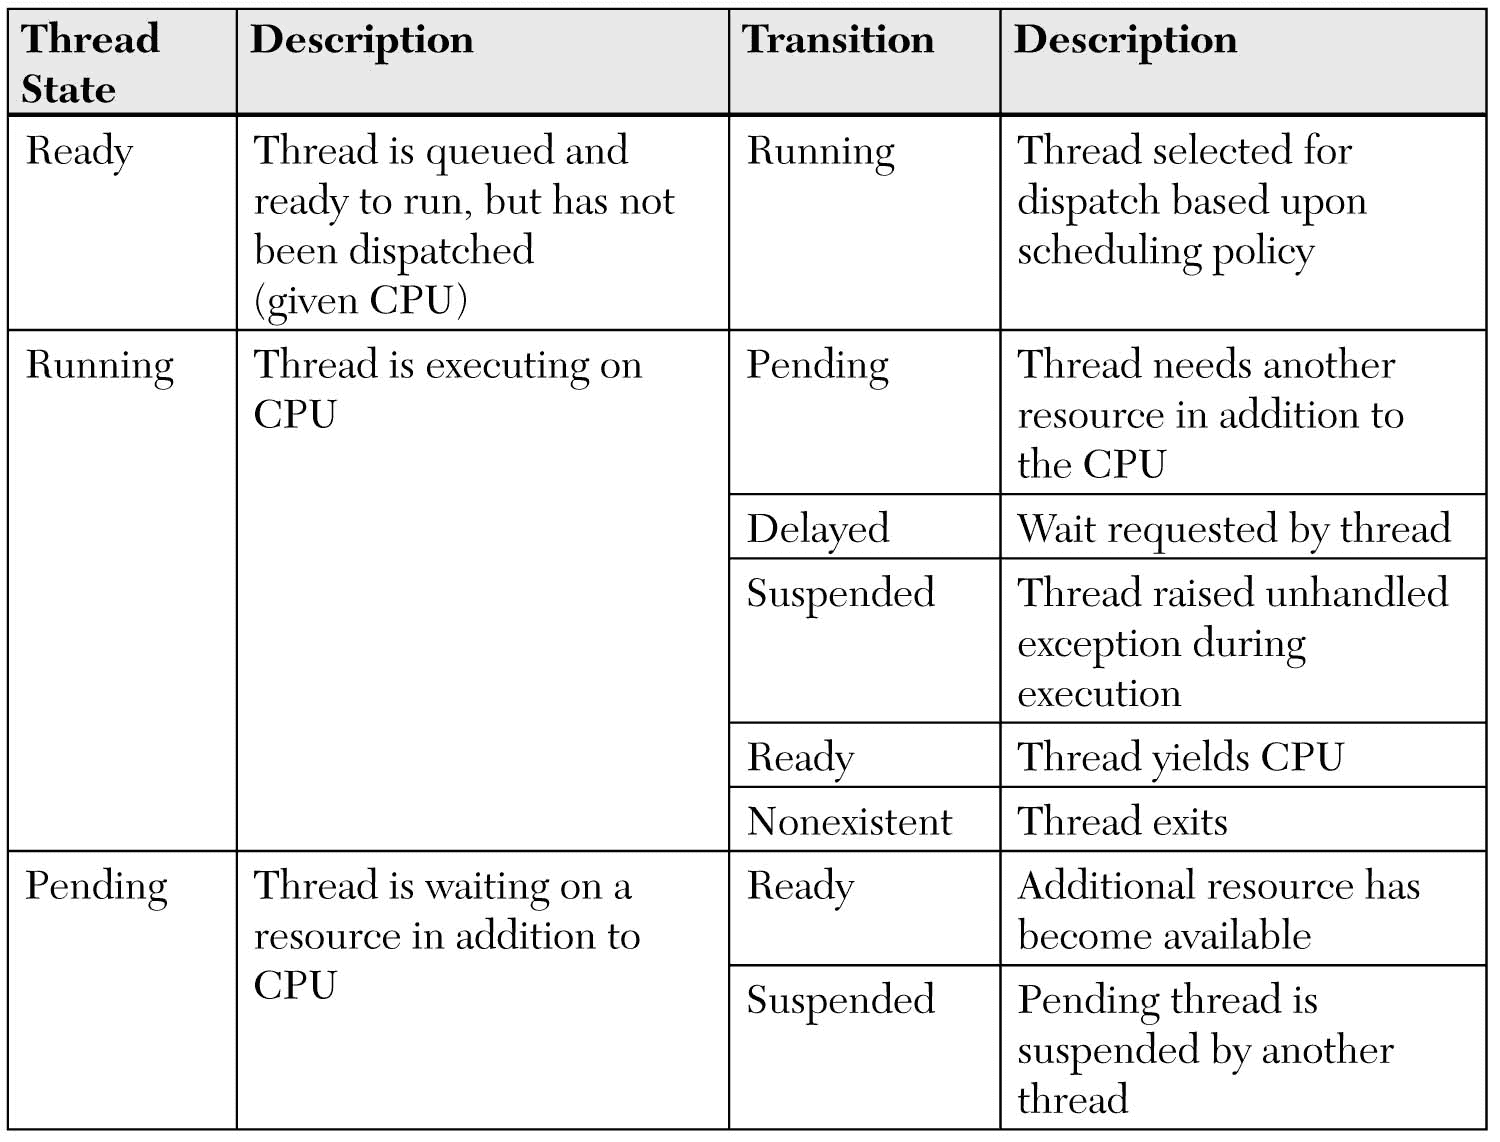 Thread
State
Description
Transition
Description
Ready
Thread is queued and
ready to run, but has not
been dispatched
(given CPU)
Running
Thread selected for
dispatch based upon
scheduling policy
Running
Thread is executing on
CPU
Pending
Thread needs another
resource in addition to
the CPU
Delayed
Wait requested by thread
Suspended
Thread raised unhandled
exception during
execution
Ready
Thread yields CPU
Nonexistent
Thread exits
Pending
Thread is waiting on a
resource in addition to
CPU
Ready
Additional resource has
become available
Suspended
Pending thread is
suspended by another
thread